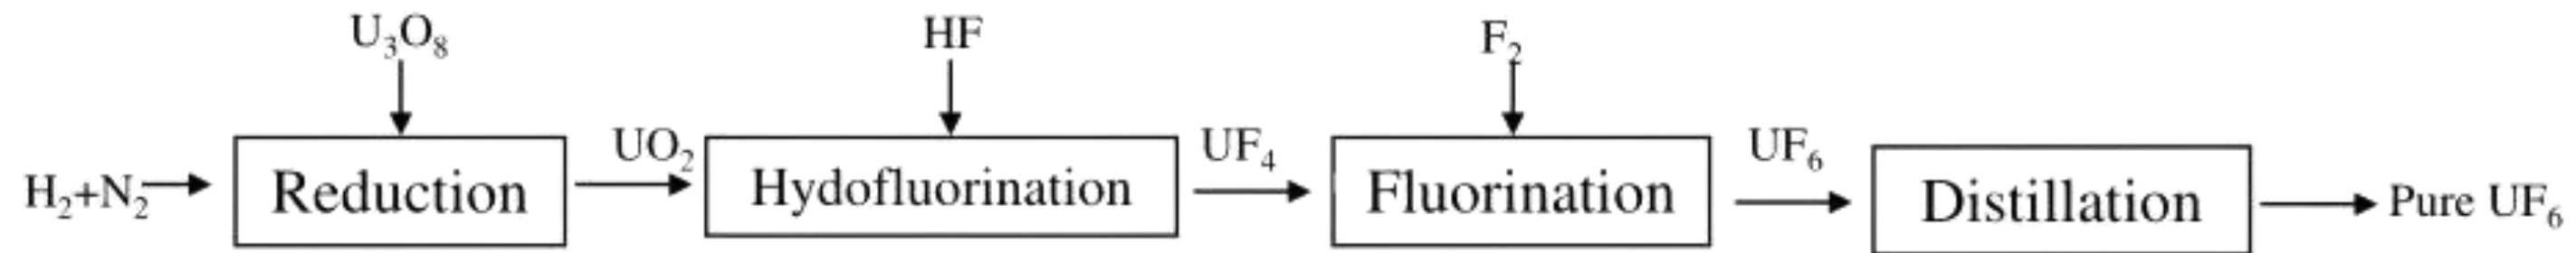 U₃O₈
HF
F₂
UO₂
UF₄
UF₆
H₂+N₂
Reduction
Hydofluorination
Fluorination
Distillation
Pure UF₆